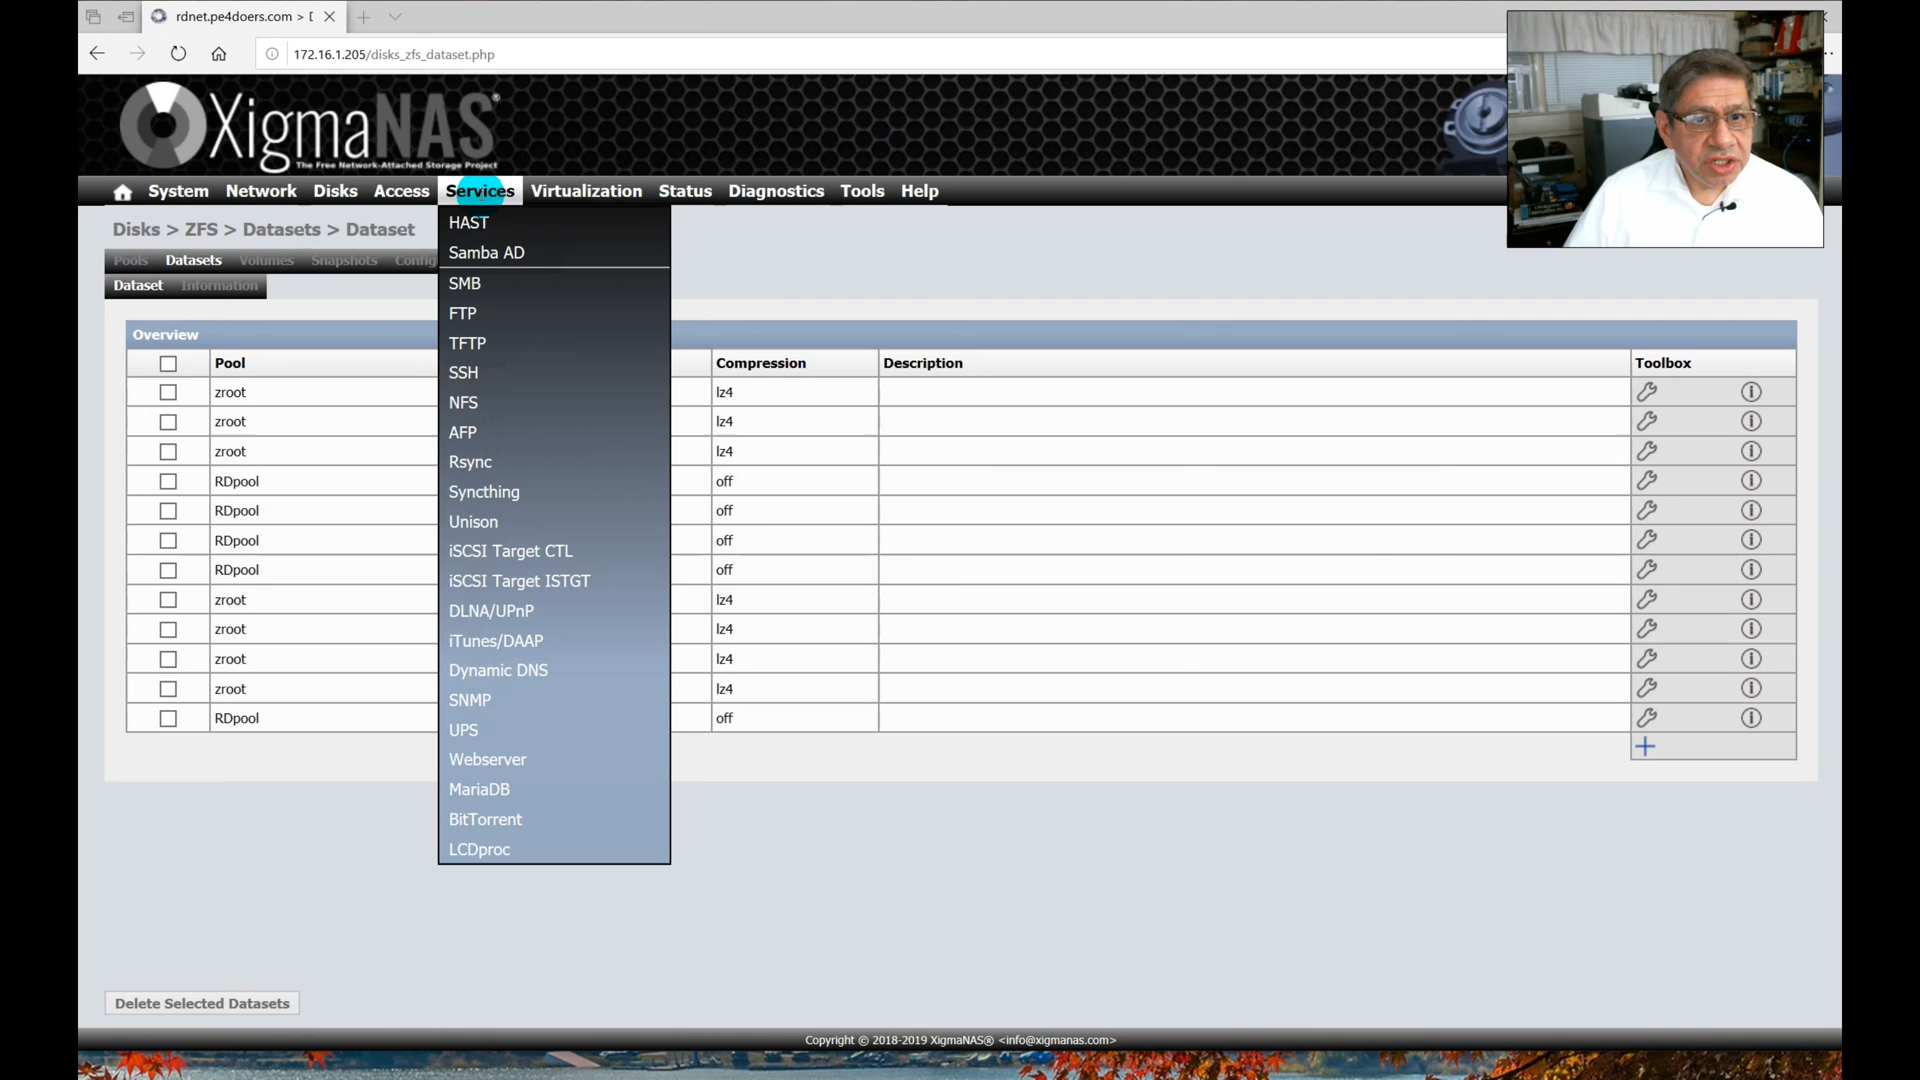 rdnet.pe4doers.com > [
172.16.1.205/disks_zfs_dataset.php
XigmaNAS®
The Free Network-Attached Storage Project
System Network Disks Access Services Virtualization Status Diagnostics Tools Help
Disks > ZFS > Datasets > Dataset
Pools Datasets Volumes Snapshots Config
Dataset Information
HAST
Samba AD
SMB
FTP
TFTP
SSH
NFS
AFP
Rsync
Syncthing
Unison
iSCSI Target CTL
iSCSI Target ISTGT
DLNA/UPnP
iTunes/DAAP
Dynamic DNS
SNMP
UPS
Webserver
MariaDB
BitTorrent
LCDproc
Overview
Pool Compression Description Toolbox
zroot lz4
zroot lz4
zroot lz4
RDpool off
RDpool off
RDpool off
RDpool off
zroot lz4
zroot lz4
zroot lz4
zroot lz4
RDpool off
Delete Selected Datasets
Copyright © 2018-2019 XigmaNAS® <info@xigmanas.com>